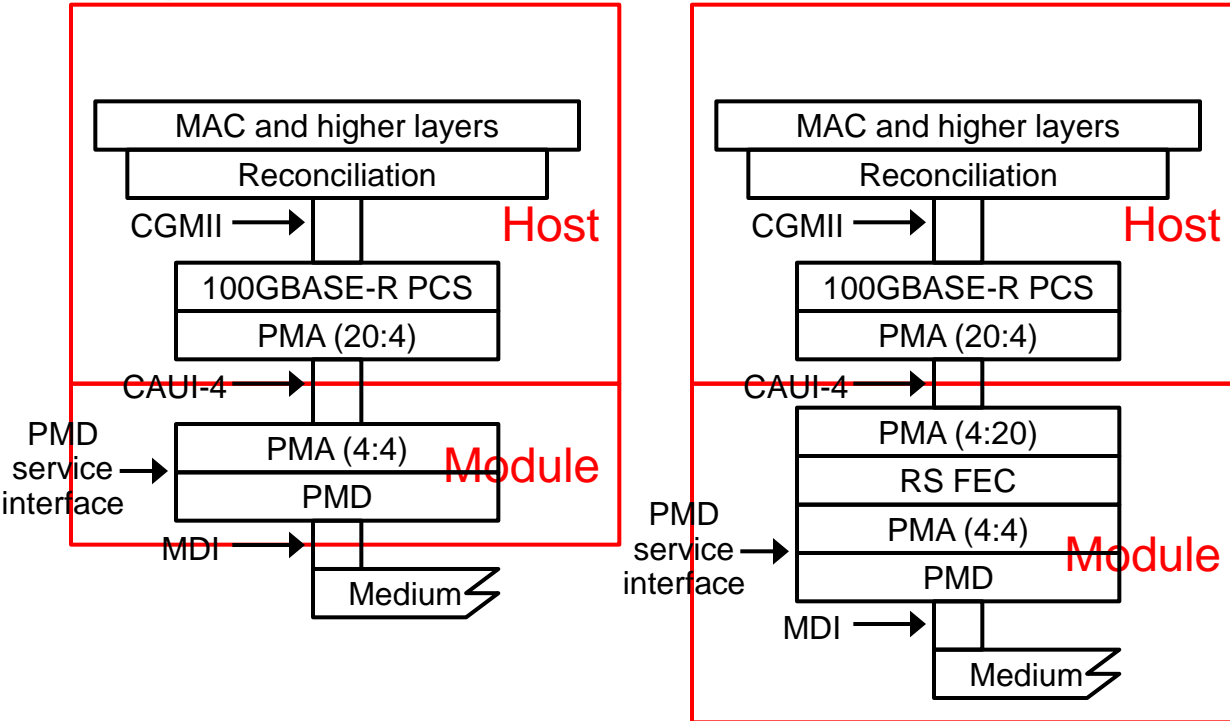 MAC and higher layers
Reconciliation
CGMII
Host
100GBASE-R PCS
PMA (20:4)
CAUI-4
PMD
service
interface
PMA (4:4)
Module
PMD
MDI
Medium
MAC and higher layers
Reconciliation
CGMII
Host
100GBASE-R PCS
PMA (20:4)
CAUI-4
PMA (4:20)
RS FEC
PMD
service
interface
PMA (4:4)
Module
PMD
MDI
Medium